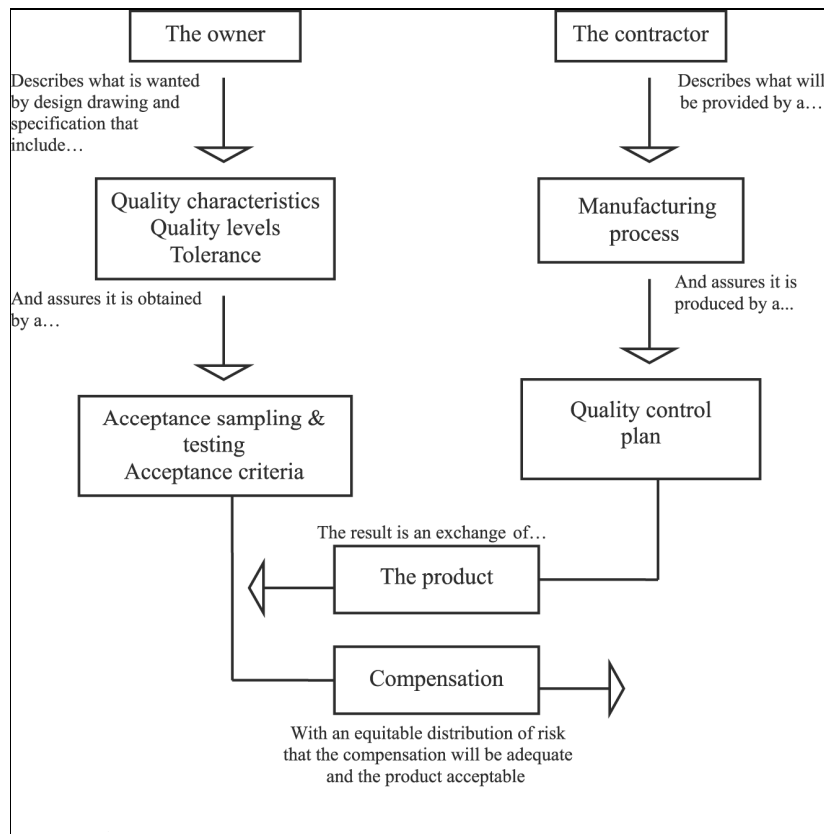 The owner
The contractor
Describes what is wanted
by design drawing and
specification that
include…
Describes what will
be provided by a…
Quality characteristics
Quality levels
Tolerance
Manufacturing
process
And assures it is obtained
by a…
And assures it is
produced by a...
Acceptance sampling &
testing
Acceptance criteria
Quality control
plan
The result is an exchange of…
The product
Compensation
With an equitable distribution of risk
that the compensation will be adequate
and the product acceptable